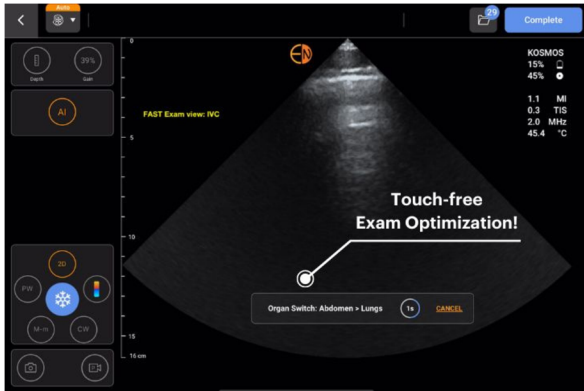 Auto
29
Complete
Depth
39%
Gain
AI
FAST Exam view: IVC
0
5
10
15
16 cm
KOSMOS
15%
45%
1.1 MI
0.3 TIS
2.0 MHz
45.4 °C
Touch-free
Exam Optimization!
Organ Switch: Abdomen > Lungs
1s
CANCEL
2D
PW
M-m
CW